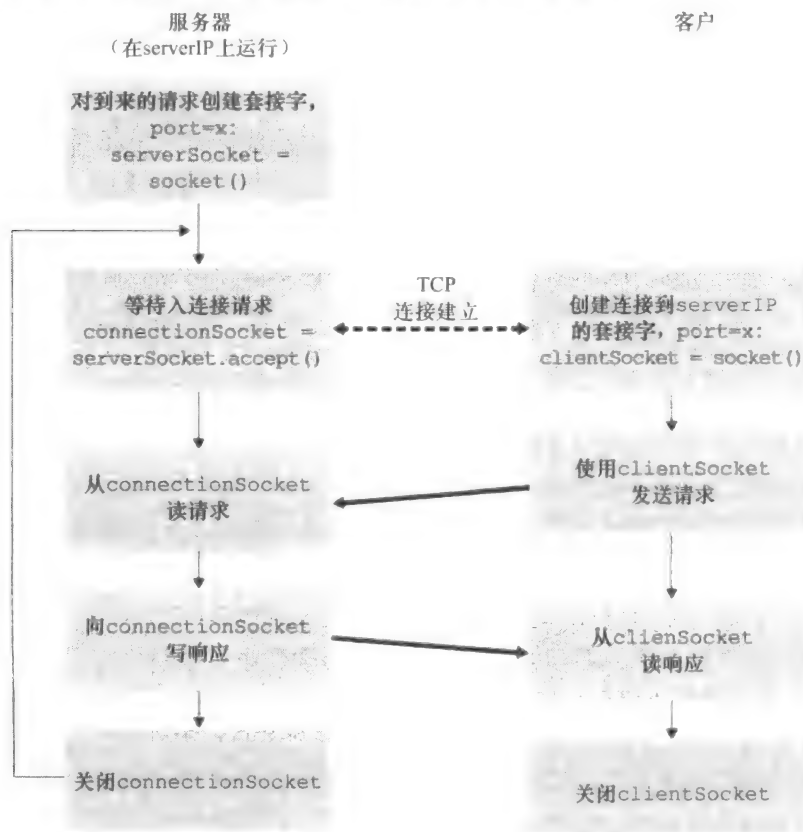 服务器
（在serverIP上运行）
客户
对到来的请求创建套接字，
port=x:
serverSocket =
socket()
等待入连接请求
connectionSocket =
serverSocket.accept()
TCP
连接建立
创建连接到serverIP
的套接字，port=x:
clientSocket = socket()
从connectionSocket
读请求
使用clientSocket
发送请求
向connectionSocket
写响应
从clienSocket
读响应
关闭connectionSocket
关闭clientSocket